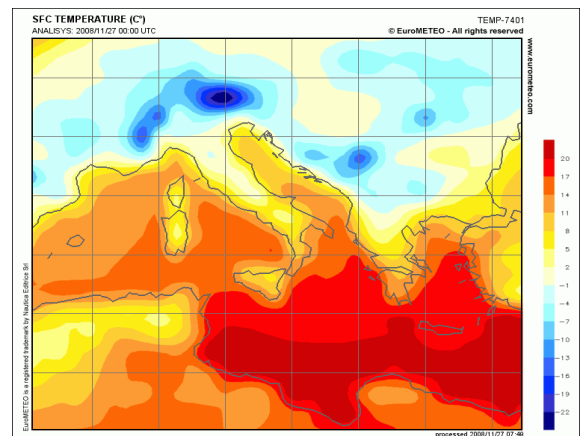 SFC TEMPERATURE (C°)
TEMP-7401
ANALISYS: 2008/11/27 00:00 UTC
© EuroMETEO - All rights reserved
www.eurometeo.com
EuroMETEO is a registered trademark by Nautica Editrice Srl
20
17
14
11
8
5
2
-1
-4
-7
-10
-13
-16
-19
-22
processed 2008/11/27 07:48